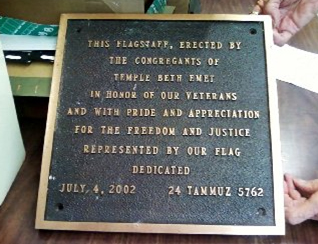 THIS FLAGSTAFF, ERECTED BY
THE CONGREGANTS OF
TEMPLE BETH EMET
IN HONOR OF OUR VETERANS
AND WITH PRIDE AND APPRECIATION
FOR THE FREEDOM AND JUSTICE
REPRESENTED BY OUR FLAG
DEDICATED
JULY 4, 2002 24 TAMMUZ 5762